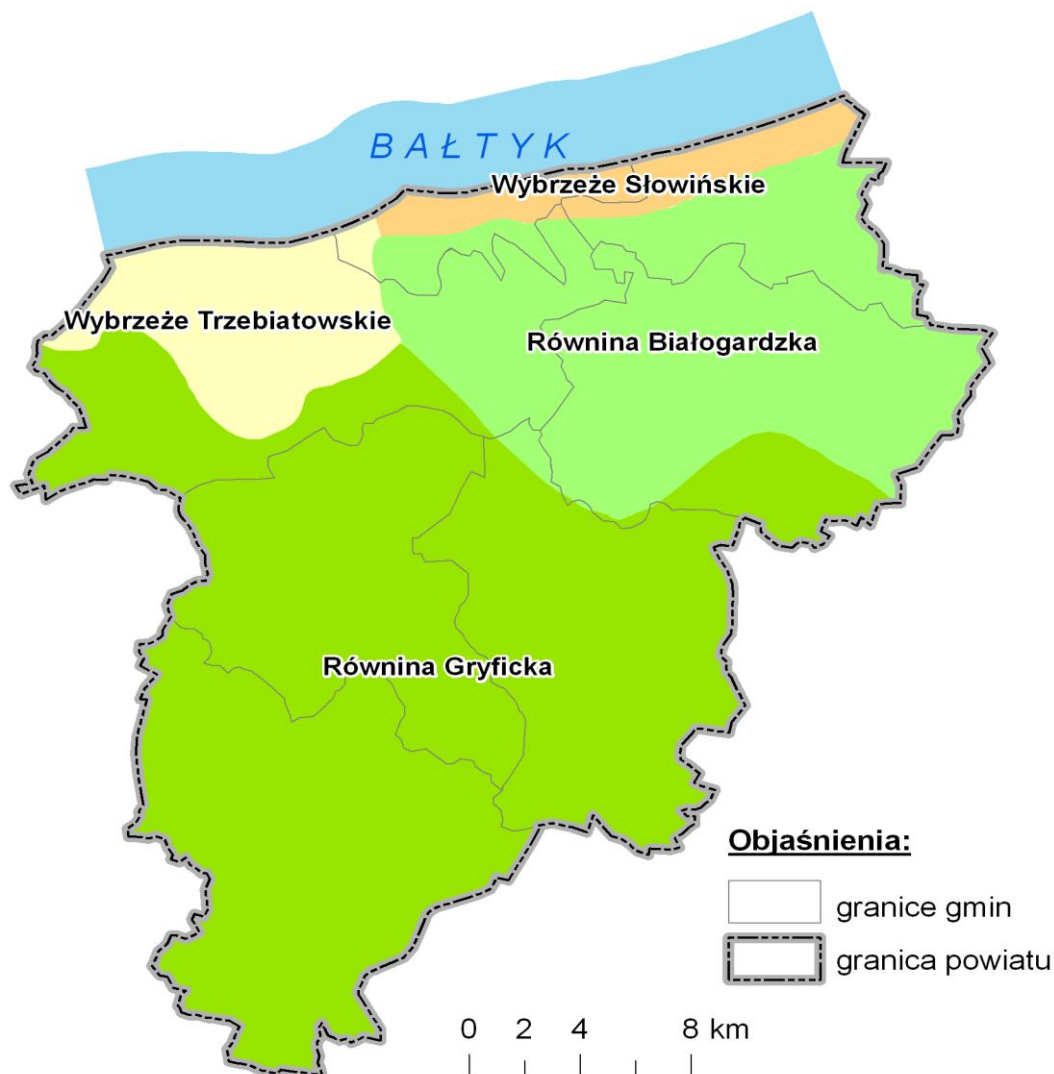 BAŁTYK
Wybrzeże Słowińskie
Wybrzeże Trzebiatowskie
Równina Białogardzka
Równina Gryficka
Objaśnienia:
granice gmin
granica powiatu
0 2 4 8 km